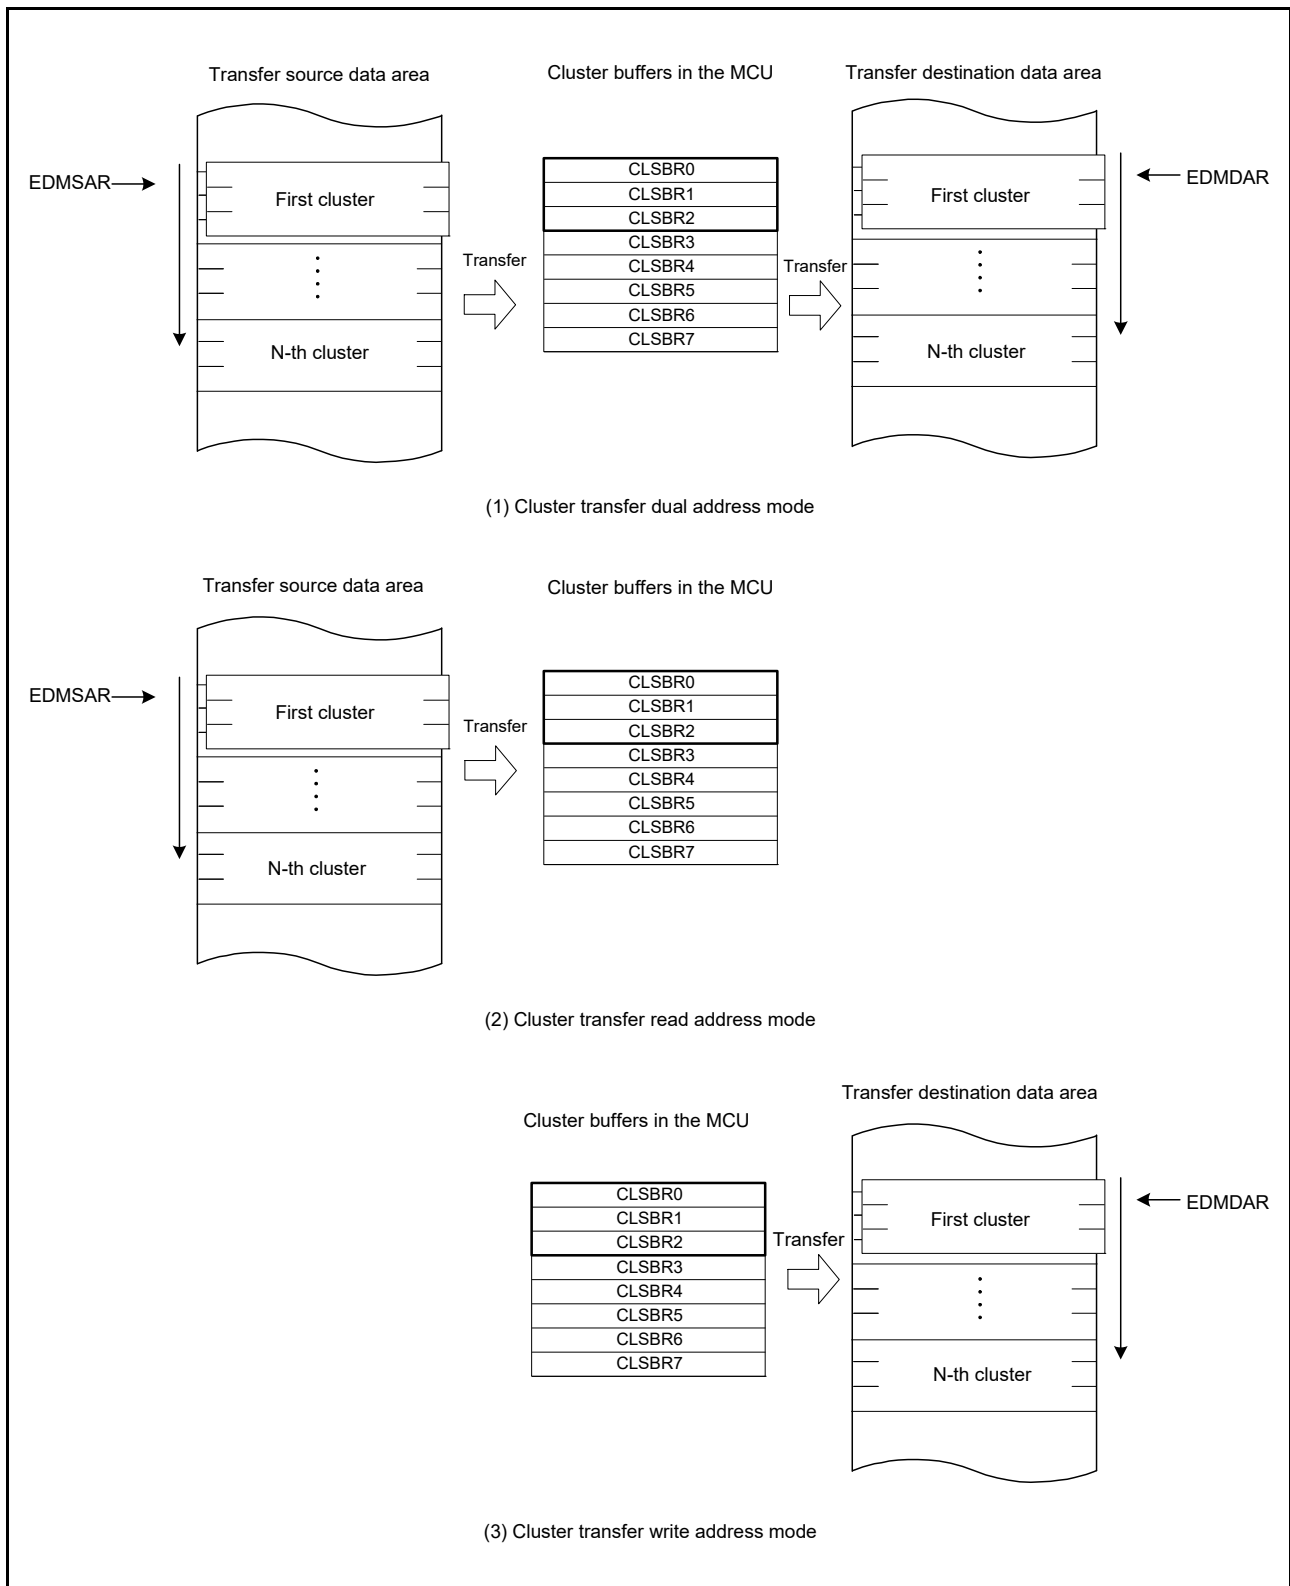 Transfer source data area
Cluster buffers in the MCU
Transfer destination data area
EDMSAR
First cluster
N-th cluster
Transfer
CLSBR0
CLSBR1
CLSBR2
CLSBR3
CLSBR4
CLSBR5
CLSBR6
CLSBR7
Transfer
First cluster
N-th cluster
EDMDAR
(1) Cluster transfer dual address mode
Transfer source data area
Cluster buffers in the MCU
EDMSAR
First cluster
N-th cluster
Transfer
CLSBR0
CLSBR1
CLSBR2
CLSBR3
CLSBR4
CLSBR5
CLSBR6
CLSBR7
(2) Cluster transfer read address mode
Cluster buffers in the MCU
Transfer destination data area
CLSBR0
CLSBR1
CLSBR2
CLSBR3
CLSBR4
CLSBR5
CLSBR6
CLSBR7
Transfer
First cluster
N-th cluster
EDMDAR
(3) Cluster transfer write address mode